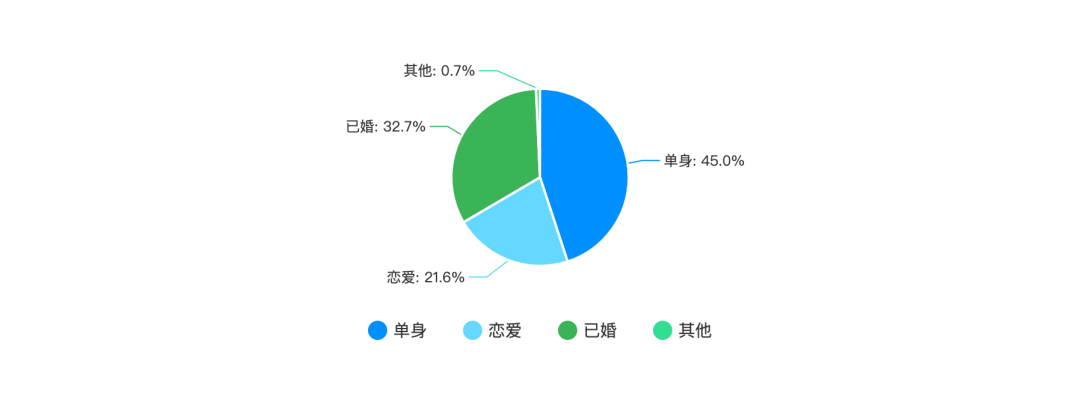 其他: 0.7%
已婚: 32.7%
单身: 45.0%
恋爱: 21.6%
单身 恋爱 已婚 其他